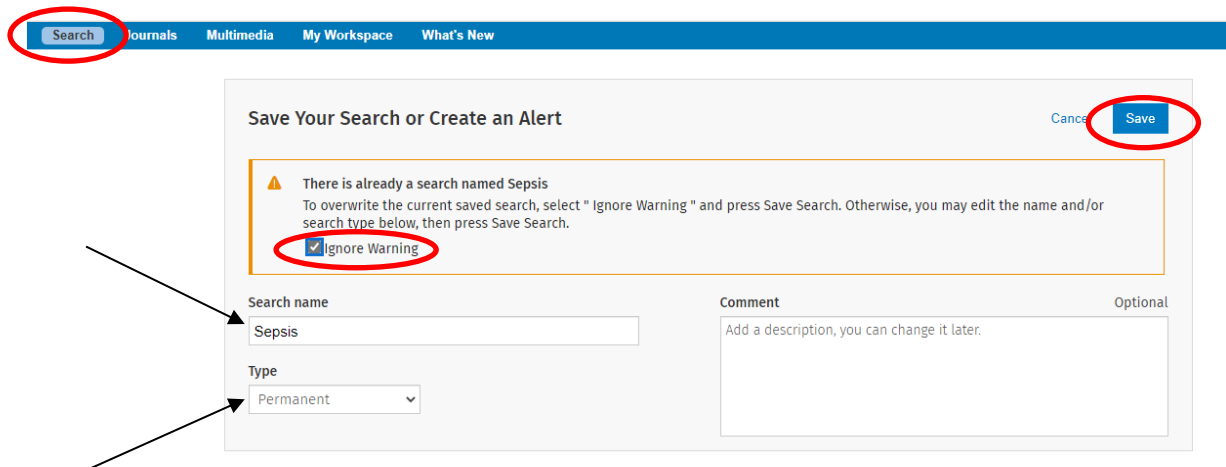 Search Journals Multimedia My Workspace What's New
Save Your Search or Create an Alert
Cancel Save
There is already a search named Sepsis
To overwrite the current saved search, select " Ignore Warning " and press Save Search. Otherwise, you may edit the name and/or
search type below, then press Save Search.
Ignore Warning
Search name
Comment Optional
Sepsis
Add a description, you can change it later.
Type
Permanent